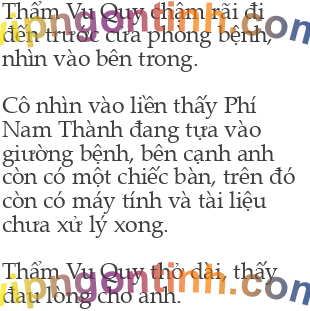 Thẩm Vu Quy chậm rãi đi
đến trước cửa phòng bệnh,
nhìn vào bên trong.
Cô nhìn vào liền thấy Phí
Nam Thành đang tựa vào
giường bệnh, bên cạnh anh
còn có một chiếc bàn, trên đó
còn có máy tính và tài liệu
chưa xử lý xong.
Thẩm Vu Quy thở dài, thấy
đau lòng cho anh.